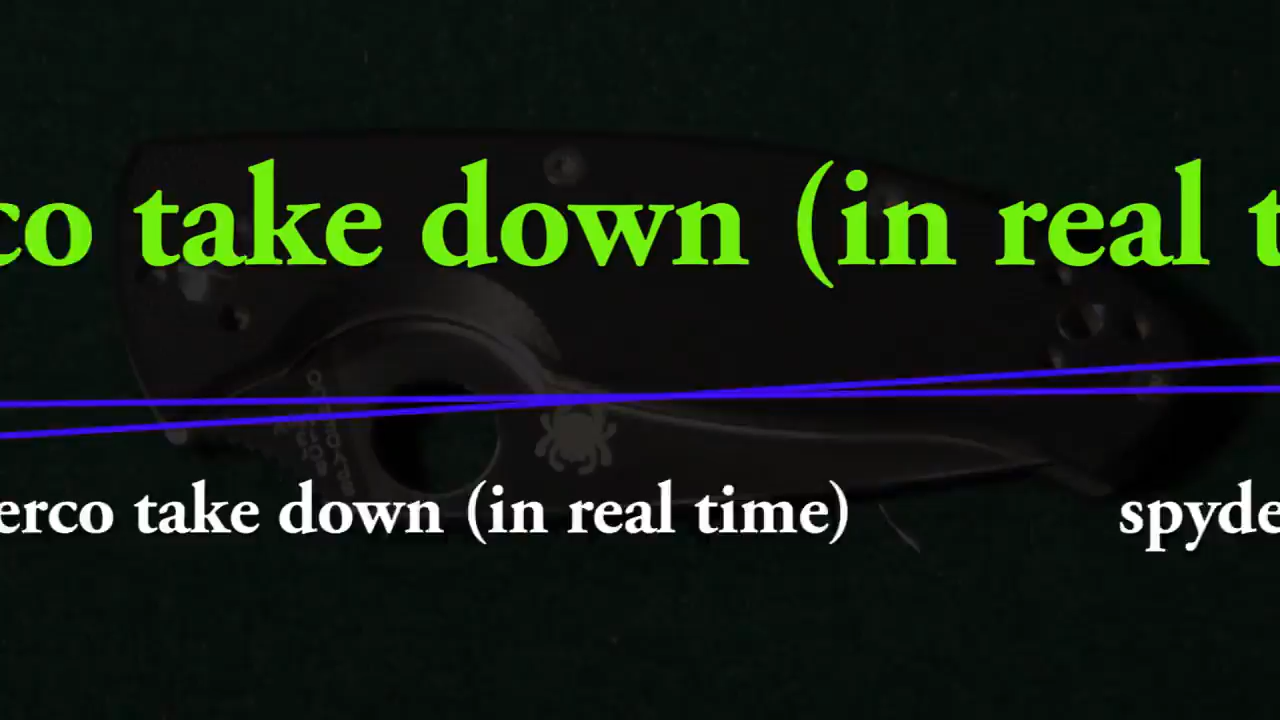 co take down (in real t
erco take down (in real time) spyde